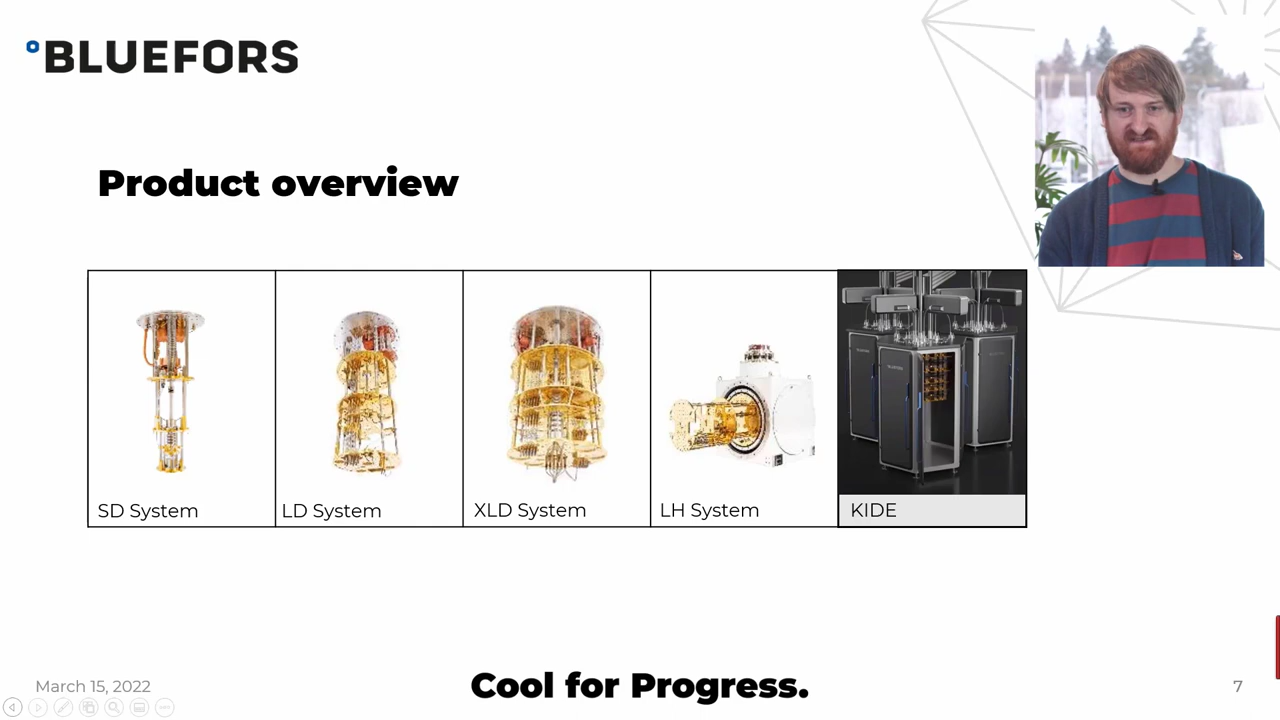 °BLUEFORS
Product overview
SD System
LD System
XLD System
LH System
KIDE
March 15, 2022
Cool for Progress.
7